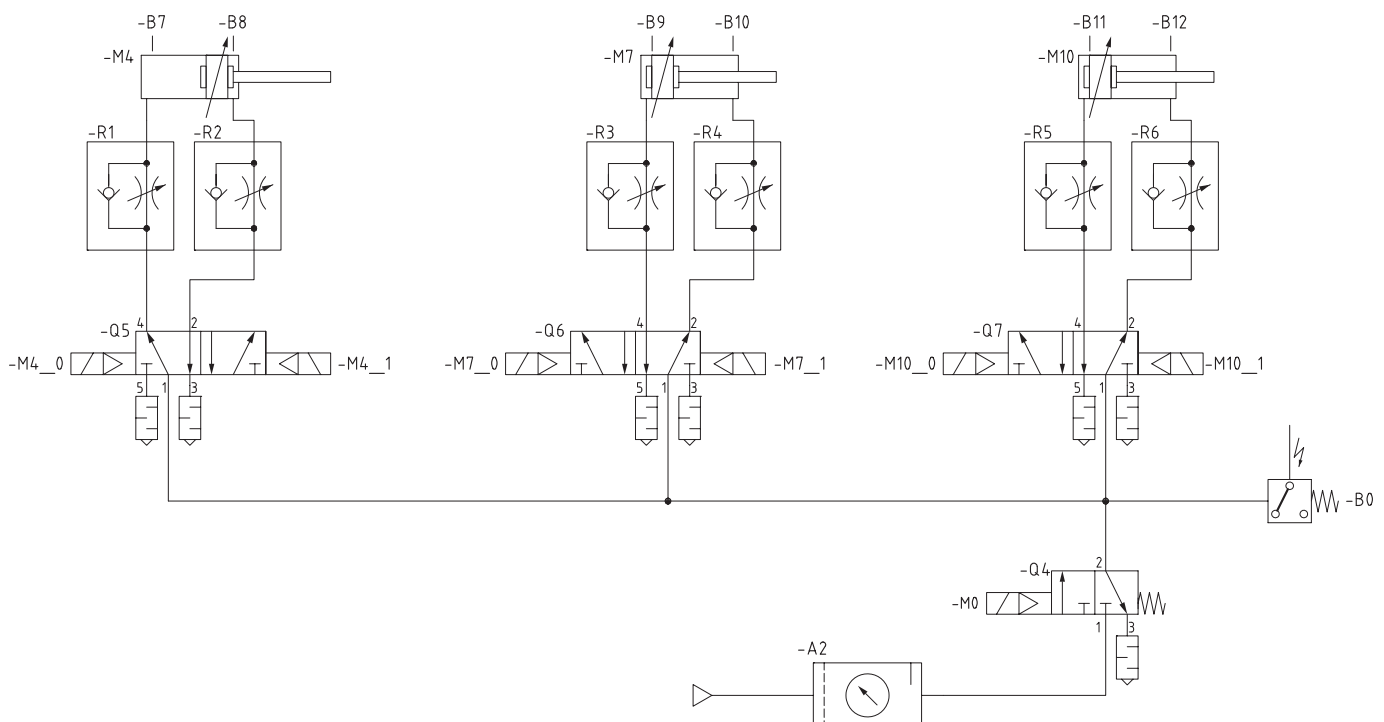 -B7 -B8 -B9 -B10 -B11 -B12
-M4 -M7 -M10
-R1 -R2 -R3 -R4 -R5 -R6
-Q5 4 2 -Q6 4 2 -Q7 4 2
-M4__0 -M4__1 -M7__0 -M7__1 -M10__0 -M10__1
5 1 3 5 1 3 5 1 3
-B0
-Q4 2
-M0
1 3
-A2